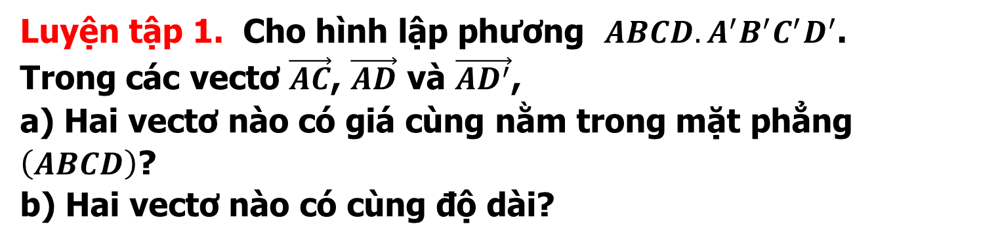 Luyện tập 1. Cho hình lập phương ABCD.A′B′C′D′.
Trong các vectơ $\overrightarrow{AC}$, $\overrightarrow{AD}$ và $\overrightarrow{AD'}$,
a) Hai vectơ nào có giá cùng nằm trong mặt phẳng
(ABCD)?
b) Hai vectơ nào có cùng độ dài?